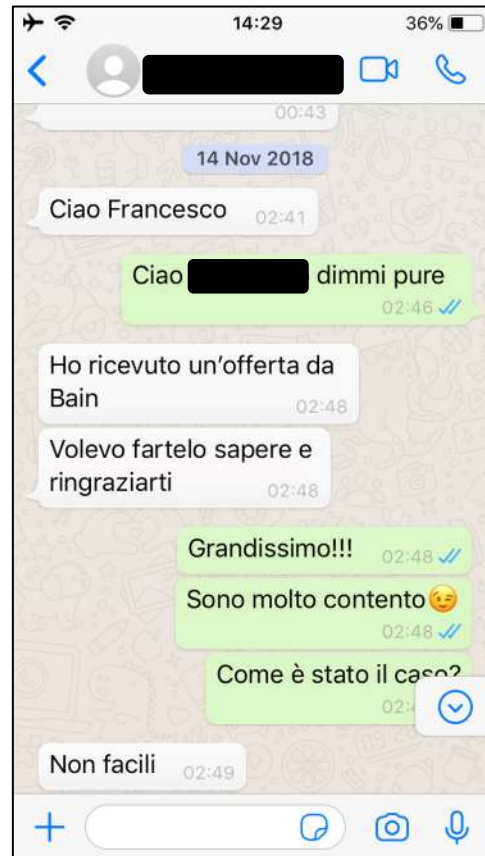 14:29
36%
00:43
14 Nov 2018
Ciao Francesco 02:41
Ciao dimmi pure
02:46
Ho ricevuto un'offerta da
Bain 02:48
Volevo fartelo sapere e
ringraziarti 02:48
Grandissimo!!! 02:48
Sono molto contento😉
02:48
Come è stato il caso?
02:4
Non facili 02:49